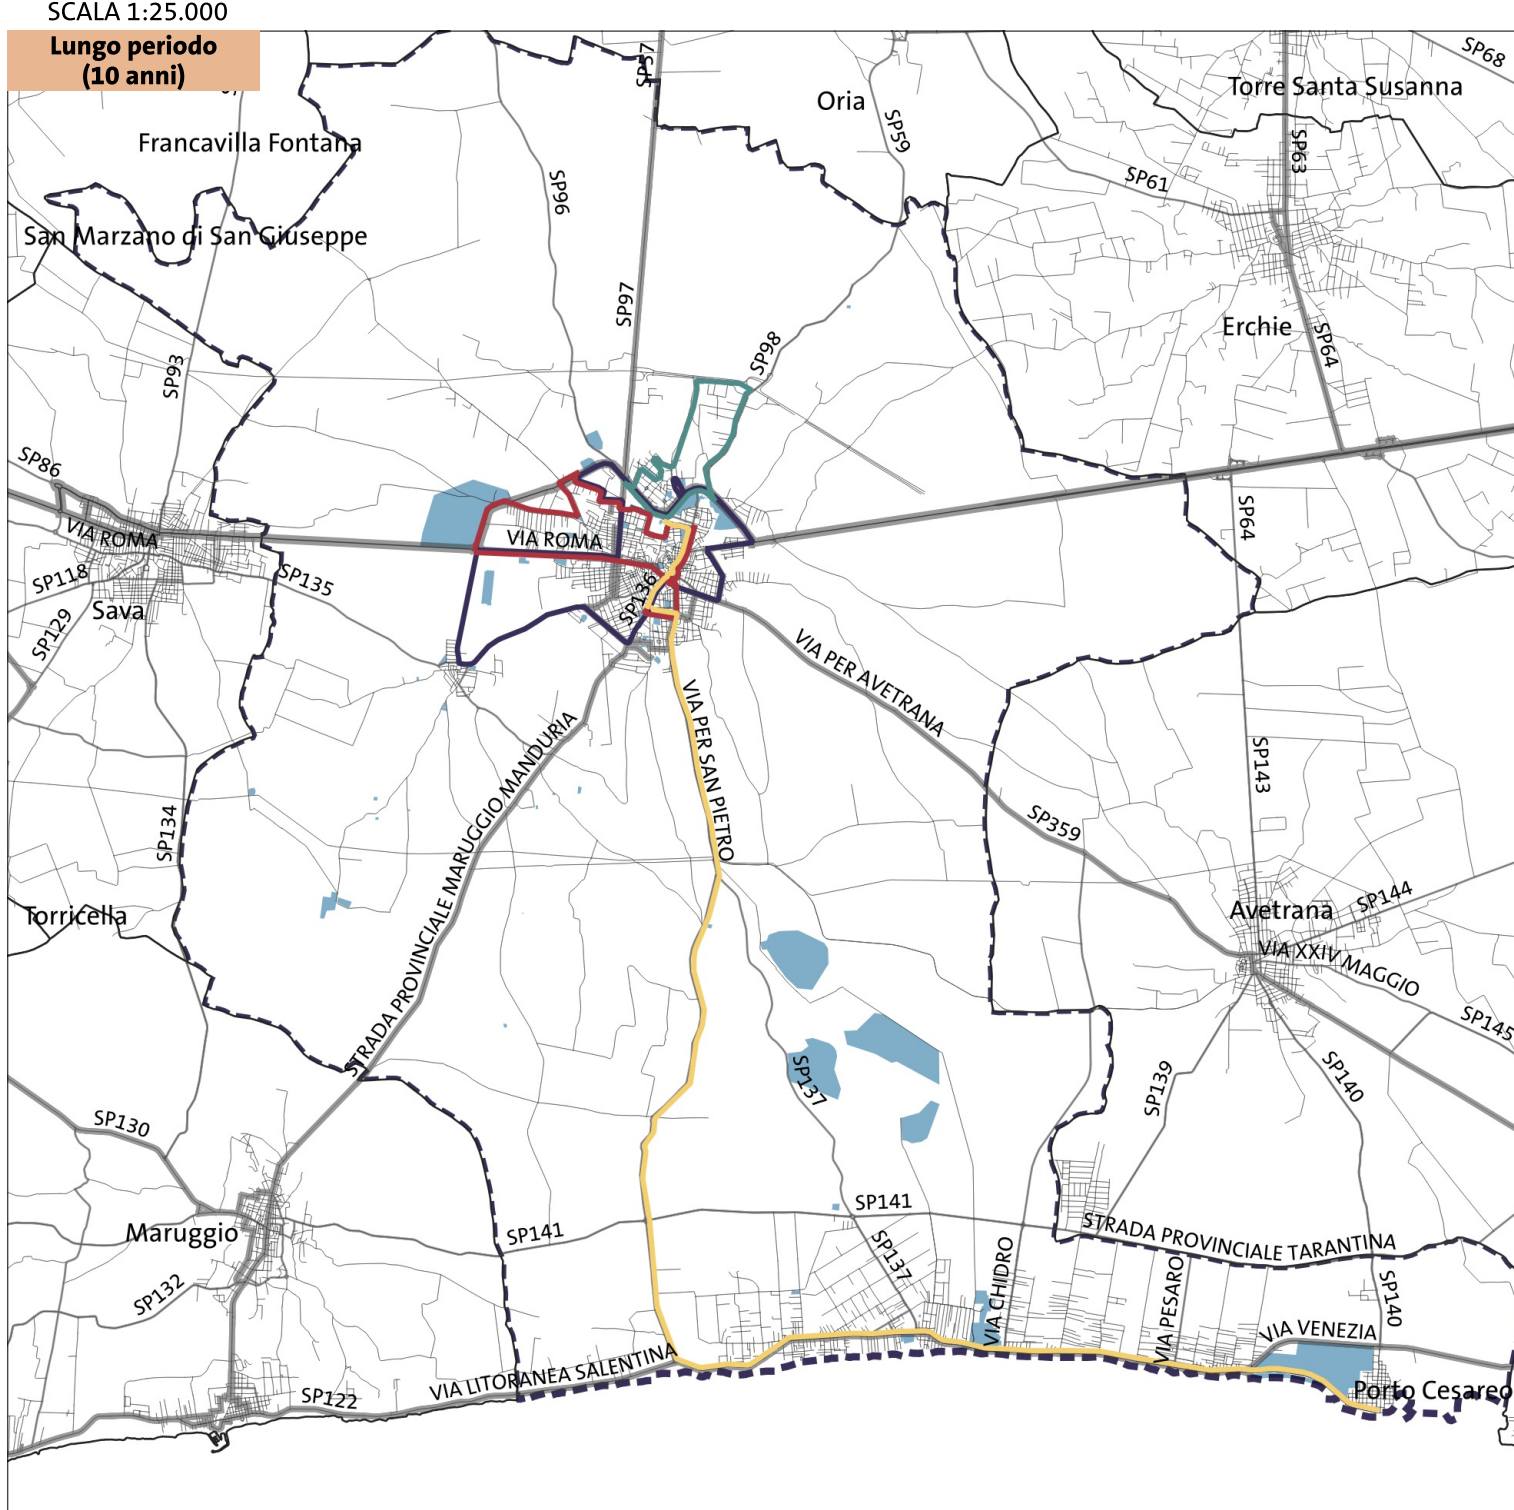 SCALA 1:25.000
Lungo periodo
(10 anni)
SP57
SP68
Torre Santa Susanna
Oria
SP59
Francavilla Fontana
SP63
SP61
SP96
San Marzano di San Giuseppe
SP97
Erchie
SP64
SP98
SP93
SP86
VIA ROMA
VIA ROMA
SP64
SP118
SP135
Sava
SP136
SP129
VIA PER AVETRANA
VIA PER SAN PIETRO
STRADA PROVINCIALE MARUGGIO MANDURIA
SP143
SP134
SP359
Torricella
Avetrana
SP144
VIA XXIV MAGGIO
SP145
SP137
SP139
SP140
SP130
SP141
SP141
Maruggio
STRADA PROVINCIALE TARANTINA
SP137
VIA CHIDRO
VIA PESARO
SP132
SP140
VIA VENEZIA
VIA LITORANEA SALENTINA
SP122
Porto Cesareo